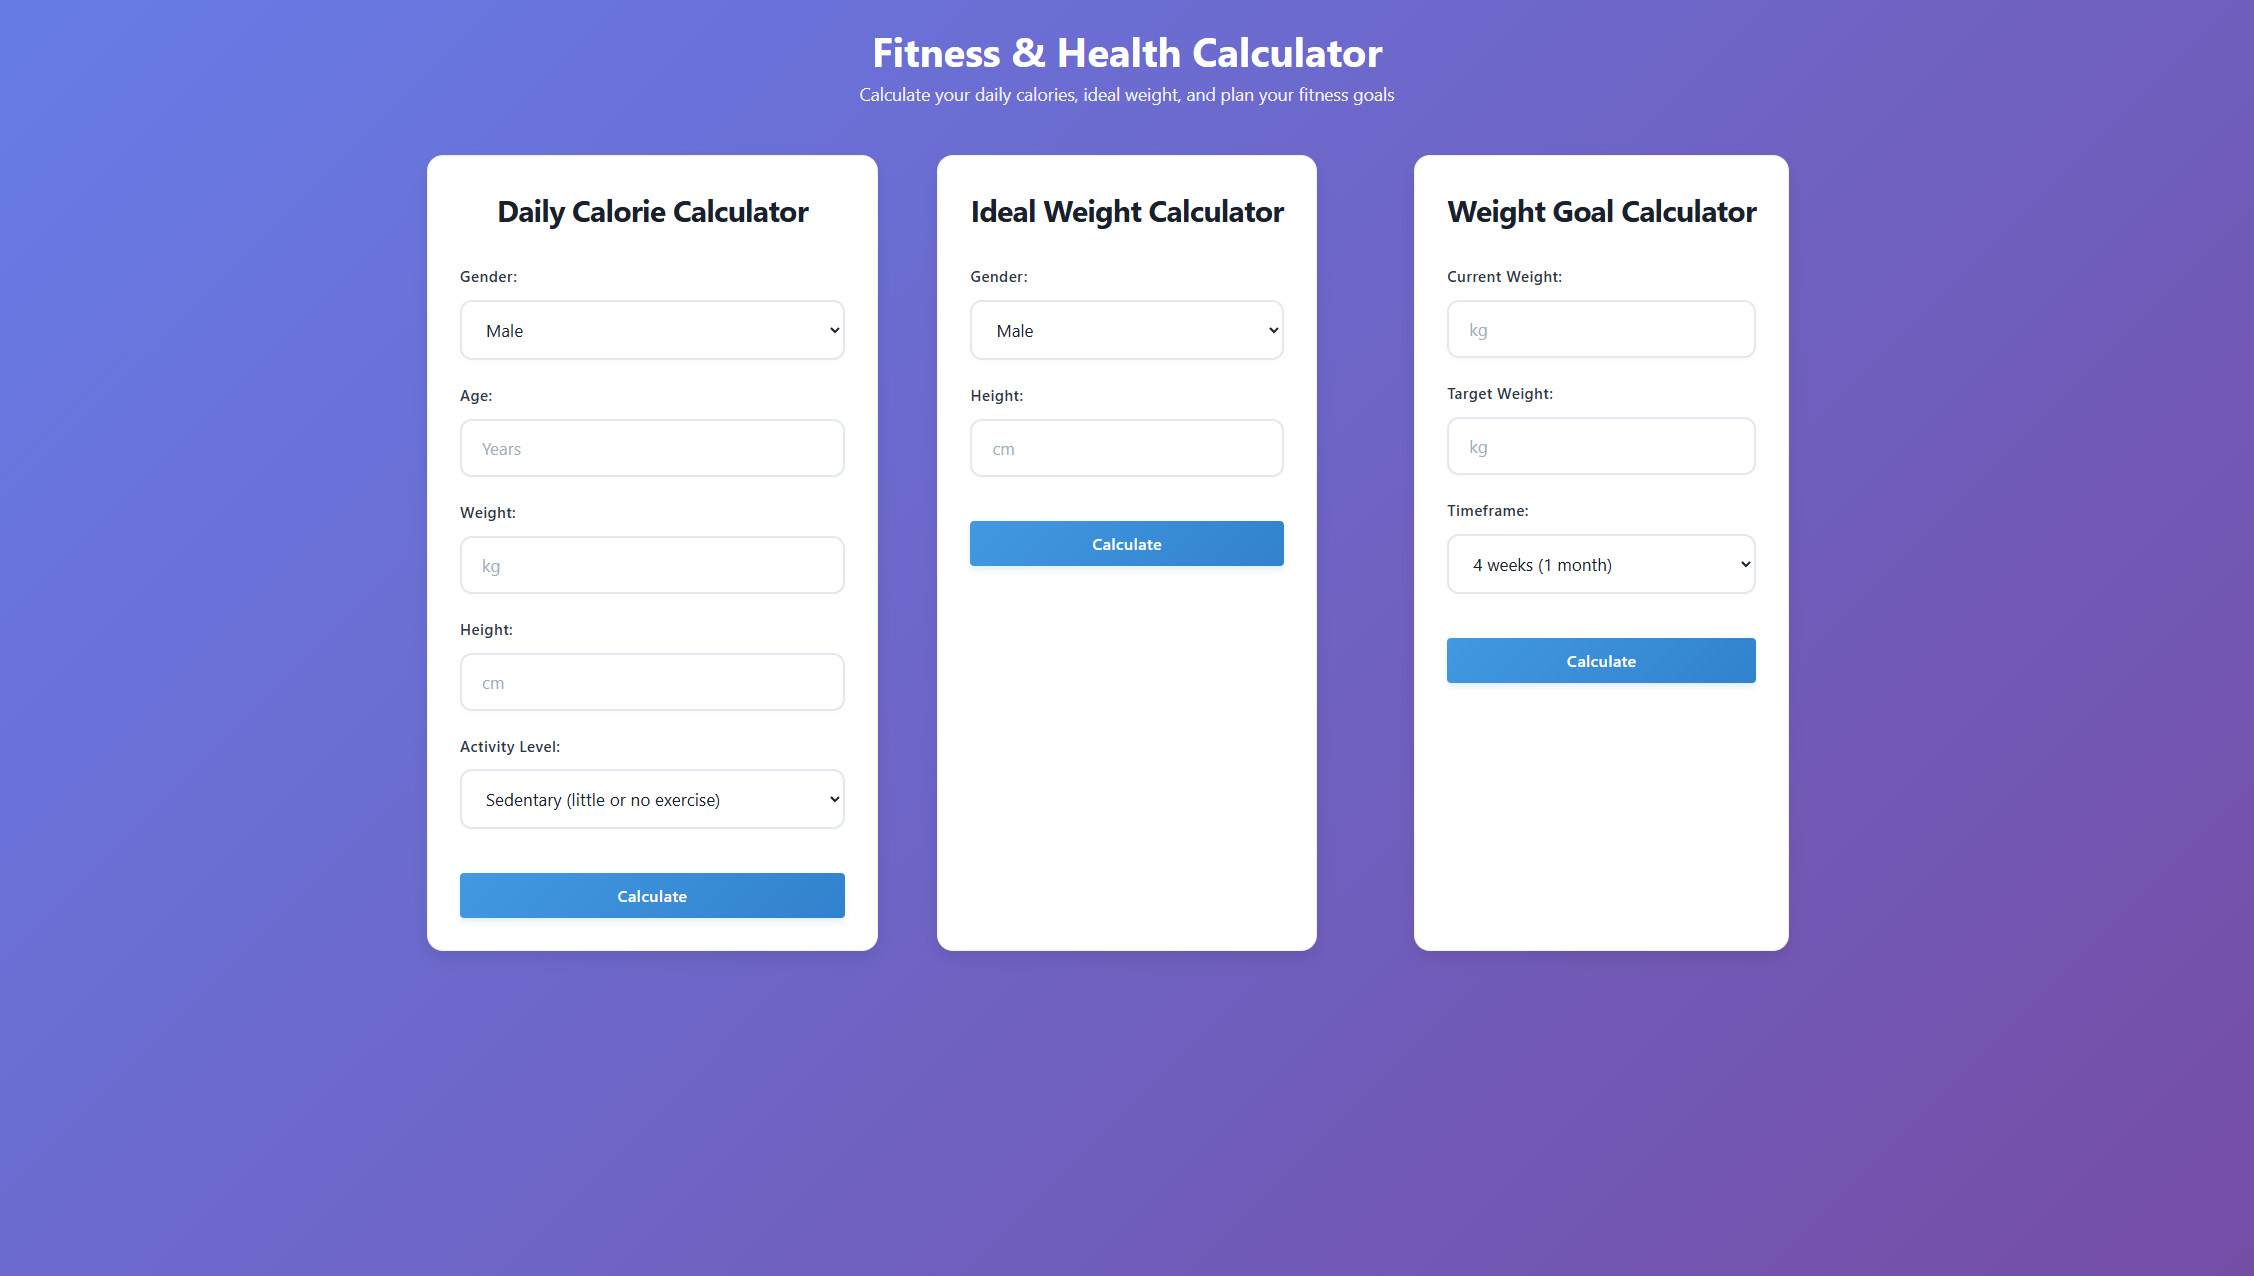 Fitness & Health Calculator
Calculate your daily calories, ideal weight, and plan your fitness goals
Daily Calorie Calculator
Gender:
Male
Age:
Years
Weight:
kg
Height:
cm
Activity Level:
Sedentary (little or no exercise)
Calculate
Ideal Weight Calculator
Gender:
Male
Height:
cm
Calculate
Weight Goal Calculator
Current Weight:
kg
Target Weight:
kg
Timeframe:
4 weeks (1 month)
Calculate